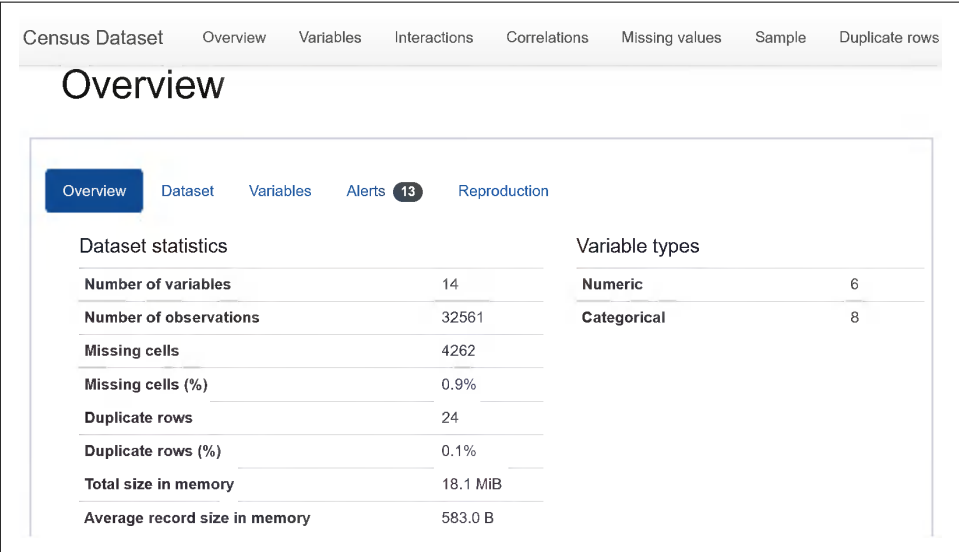 Census Dataset Overview Variables Interactions Correlations Missing values Sample Duplicate rows
Overview
Overview Dataset Variables Alerts 13 Reproduction
Dataset statistics
Number of variables 14
Number of observations 32561
Missing cells 4262
Missing cells (%) 0.9%
Duplicate rows 24
Duplicate rows (%) 0.1%
Total size in memory 18.1 MiB
Average record size in memory 583.0 B
Variable types
Numeric 6
Categorical 8